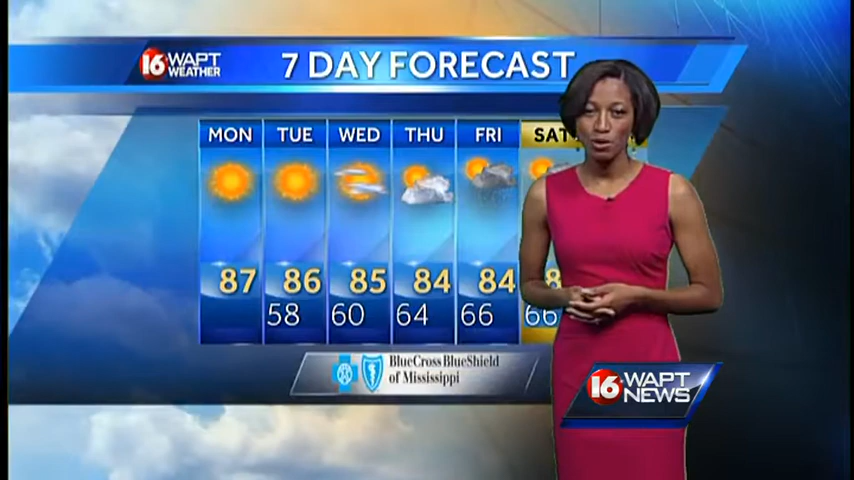 16 WAPT WEATHER
7 DAY FORECAST
MON TUE WED THU FRI SAT
87 86 85 84 84
58 60 64 66 66
BlueCross BlueShield
of Mississippi
16 WAPT
NEWS